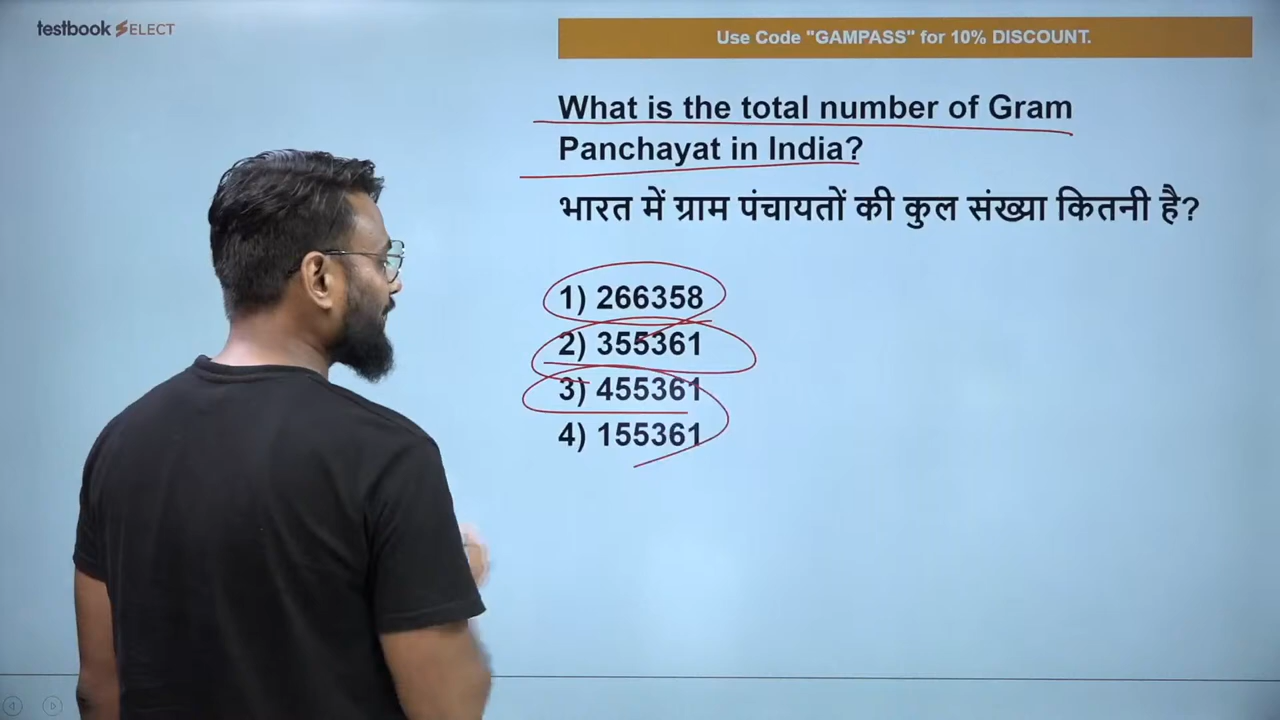 testbook SELECT
Use Code "GAMPASS" for 10% DISCOUNT.
What is the total number of Gram
Panchayat in India?
भारत में ग्राम पंचायतों की कुल संख्या कितनी है?
1) 266358
2) 355361
3) 455361
4) 155361